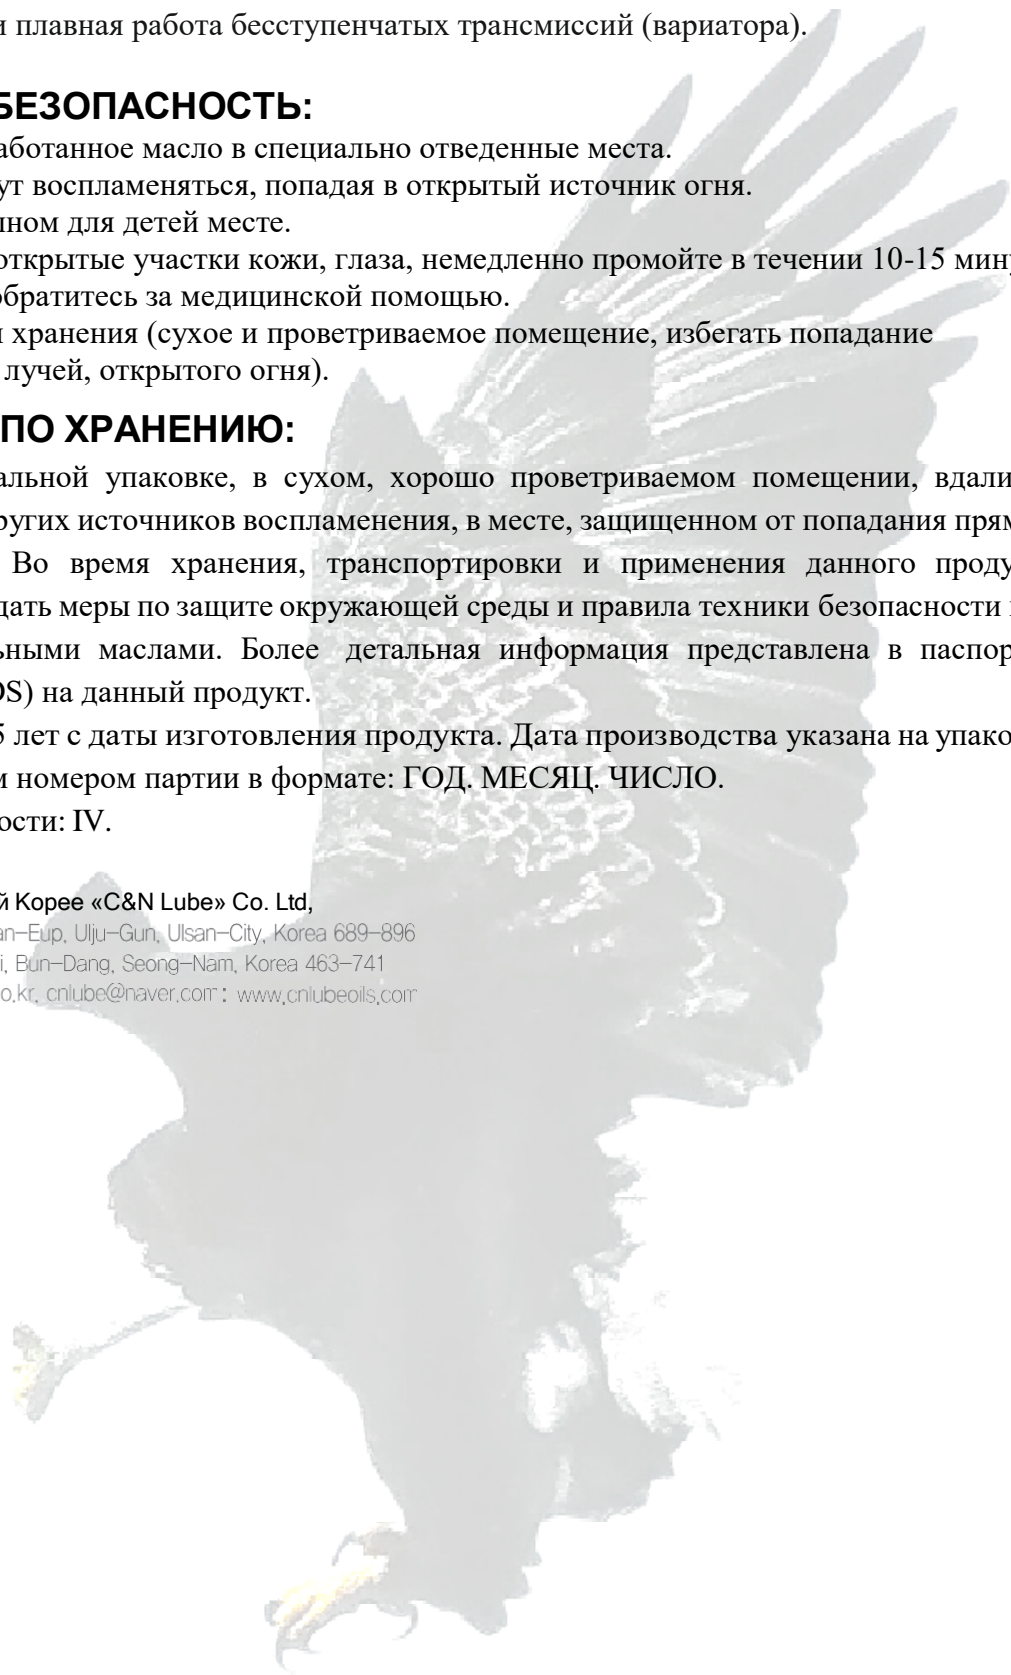 и плавная работа бесступенчатых трансмиссий (вариатора).
БЕЗОПАСНОСТЬ:
аботанное масло в специально отведенные места.
ут воспламеняться, попадая в открытый источник огня.
пном для детей месте.
открытые участки кожи, глаза, немедленно промойте в течении 10-15 мину
обратитесь за медицинской помощью.
и хранения (сухое и проветриваемое помещение, избегать попадание
лучей, открытого огня).
ПО ХРАНЕНИЮ:
альной упаковке, в сухом, хорошо проветриваемом помещении, вдали
ругих источников воспламенения, в месте, защищенном от попадания прям
Во время хранения, транспортировки и применения данного проду
дать меры по защите окружающей среды и правила техники безопасности
ьными маслами. Более детальная информация представлена в паспор
DS) на данный продукт.
5 лет с даты изготовления продукта. Дата производства указана на упако
м номером партии в формате: ГОД. МЕСЯЦ. ЧИСЛО.
ости: IV.
й Корее «C&N Lube» Co. Ltd,
an-Eup, Ulju-Gun, Ulsan-City, Korea 689-896
i, Bun-Dang, Seong-Nam, Korea 463-741
o.kr, cnlube@naver.com : www.cnlubeoils.com